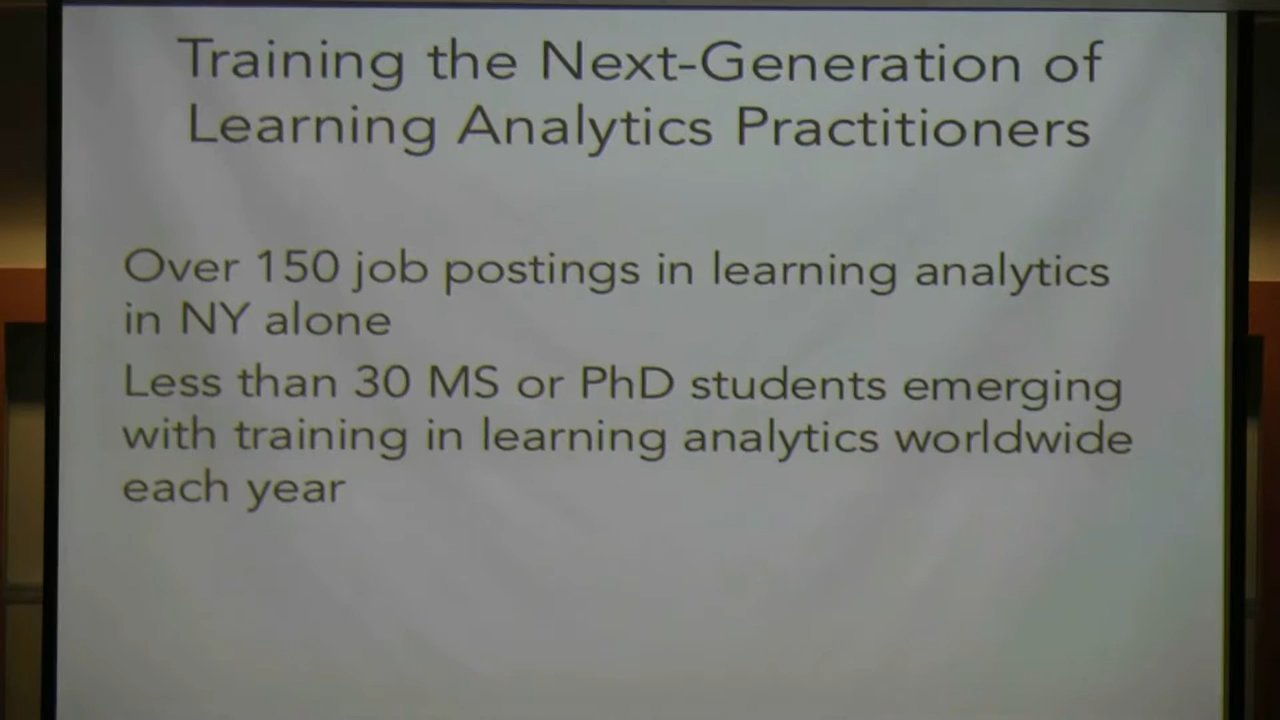 Training the Next-Generation of
Learning Analytics Practitioners
Over 150 job postings in learning analytics
in NY alone
Less than 30 MS or PhD students emerging
with training in learning analytics worldwide
each year